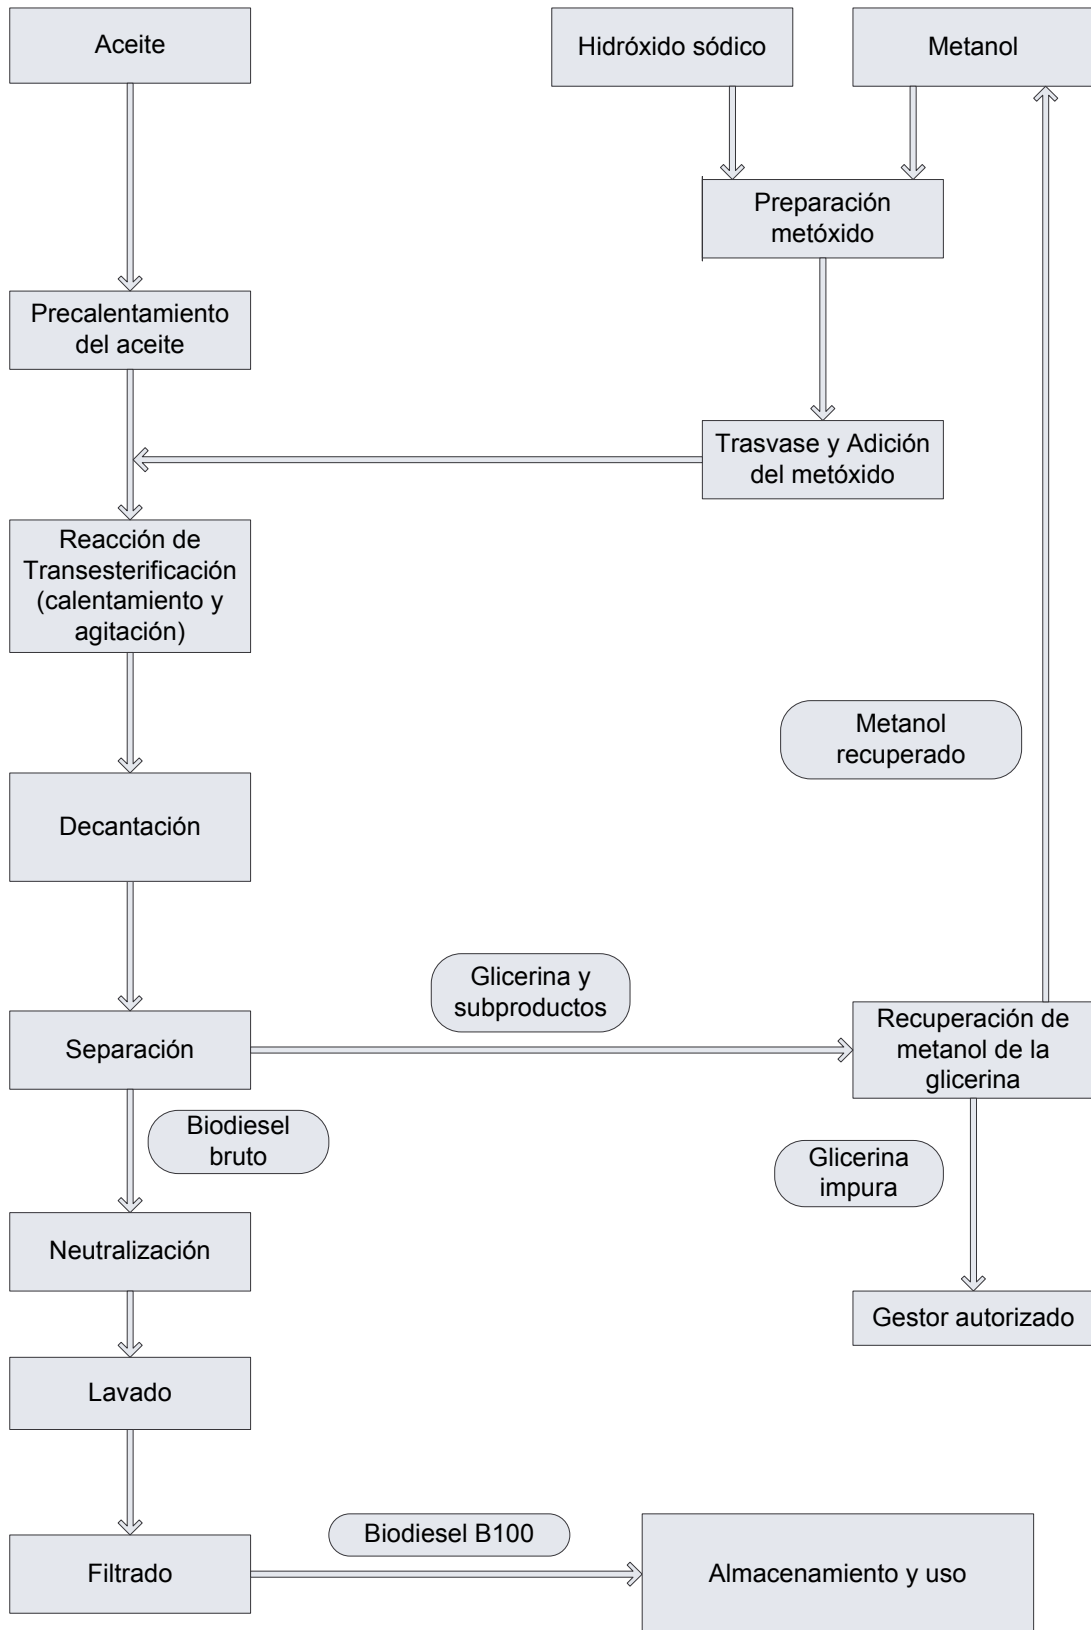 Aceite
Hidróxido sódico
Metanol
Preparación
metóxido
Precalentamiento
del aceite
Trasvase y Adición
del metóxido
Reacción de
Transesterificación
(calentamiento y
agitación)
Metanol
recuperado
Decantación
Glicerina y
subproductos
Separación
Recuperación de
metanol de la
glicerina
Biodiesel
bruto
Glicerina
impura
Neutralización
Gestor autorizado
Lavado
Biodiesel B100
Filtrado
Almacenamiento y uso